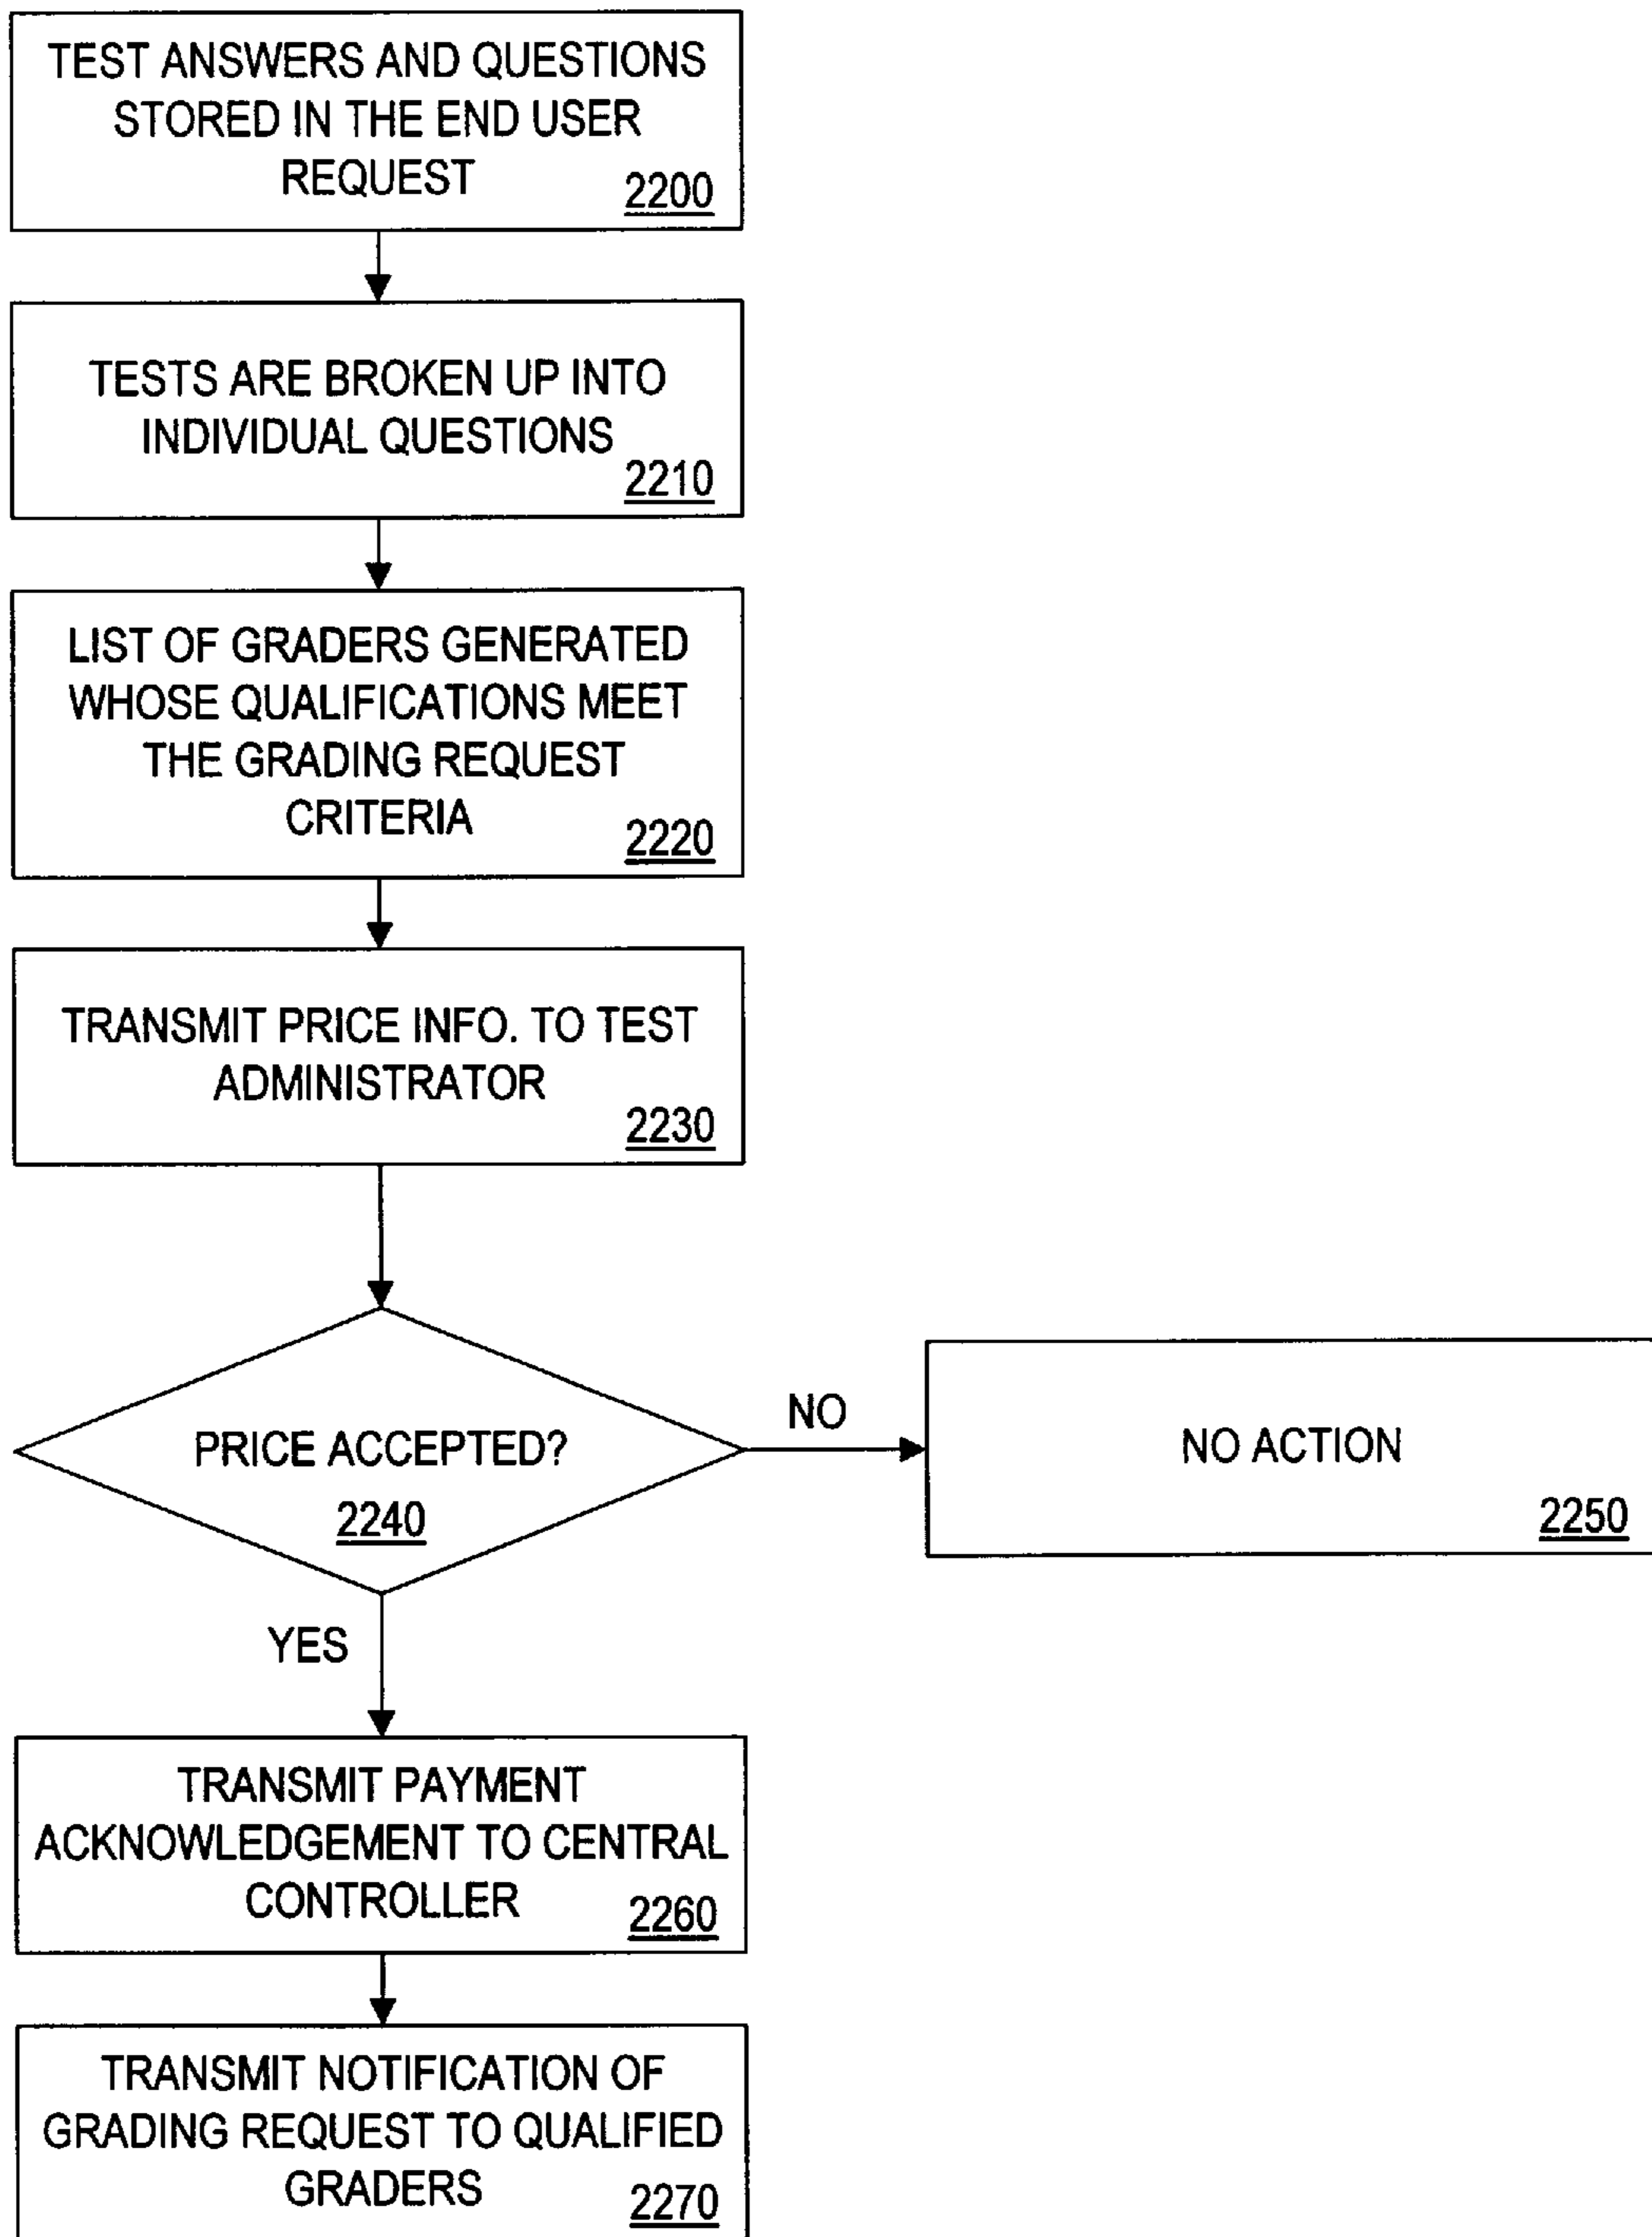 TEST ANSWERS AND QUESTIONS
STORED IN THE END USER
REQUEST
2200
TESTS ARE BROKEN UP INTO
INDIVIDUAL QUESTIONS
2210
LIST OF GRADERS GENERATED
WHOSE QUALIFICATIONS MEET
THE GRADING REQUEST
CRITERIA
2220
TRANSMIT PRICE INFO. TO TEST
ADMINISTRATOR
2230
PRICE ACCEPTED?
2240
NO
NO ACTION
2250
YES
TRANSMIT PAYMENT
ACKNOWLEDGEMENT TO CENTRAL
CONTROLLER
2260
TRANSMIT NOTIFICATION OF
GRADING REQUEST TO QUALIFIED
GRADERS
2270